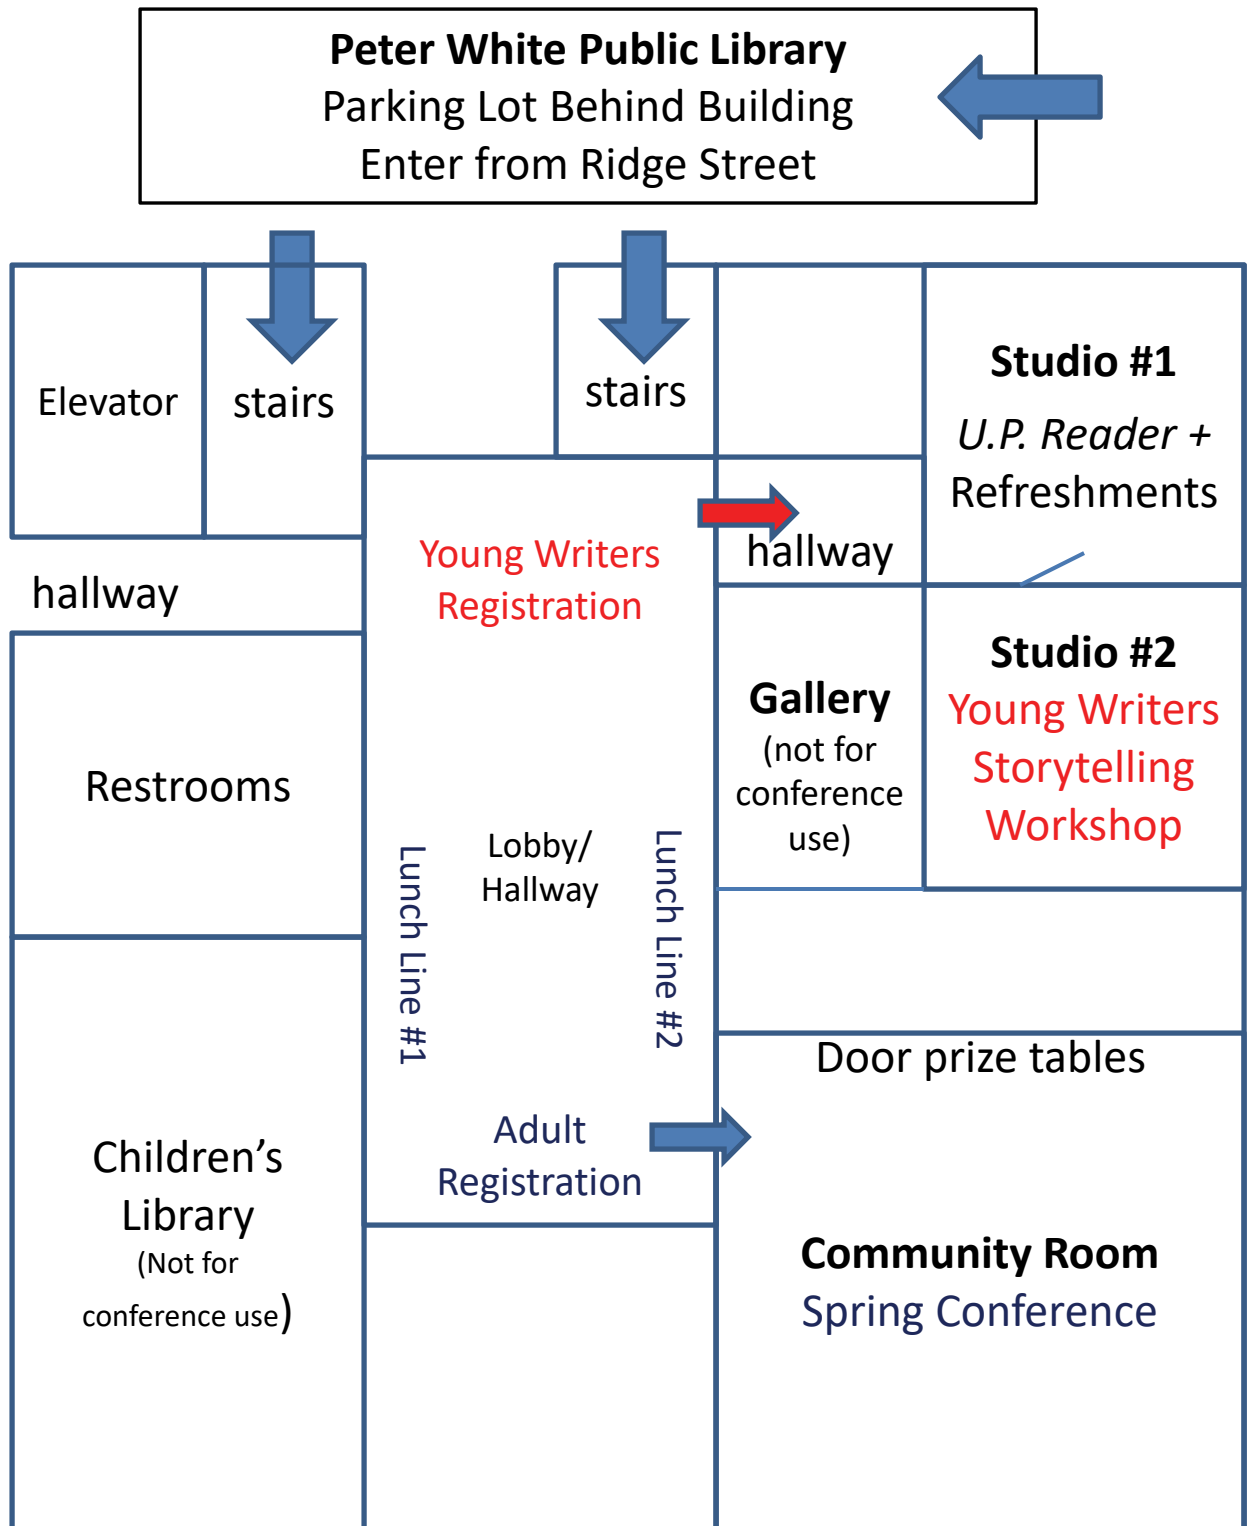 Peter White Public Library
Parking Lot Behind Building
Enter from Ridge Street
Elevator
stairs
stairs
Studio #1
U.P. Reader +
Refreshments
hallway
Young Writers
Registration
hallway
Restrooms
Gallery
(not for
conference
use)
Studio #2
Young Writers
Storytelling
Workshop
Lunch Line #1
Lobby/
Hallway
Lunch Line #2
Door prize tables
Children’s
Library
(Not for
conference use)
Adult
Registration
Community Room
Spring Conference